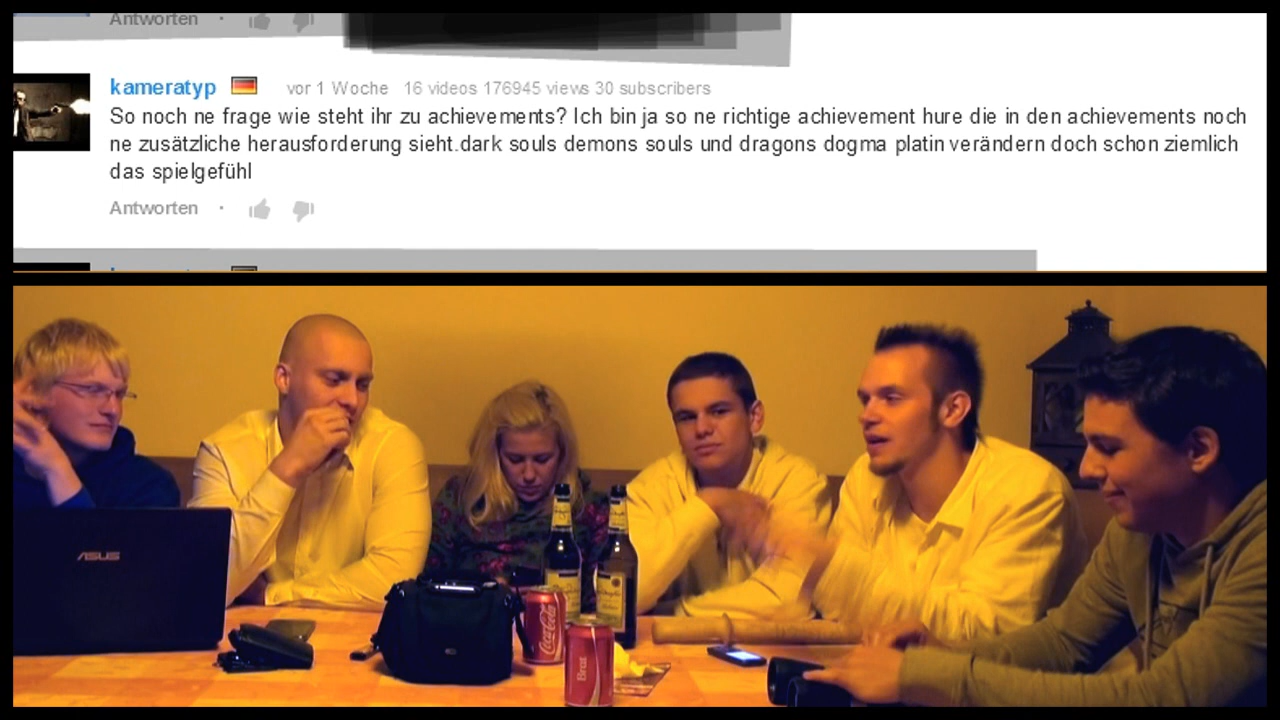 Antworten ·
kameratyp vor 1 Woche 16 videos 176945 views 30 subscribers
So noch ne frage wie steht ihr zu achievements? Ich bin ja so ne richtige achievement hure die in den achievements noch
ne zusätzliche herausforderung sieht.dark souls demons souls und dragons dogma platin verändern doch schon ziemlich
das spielgefühl
Antworten ·
ASUS
Coca-Cola
Brat